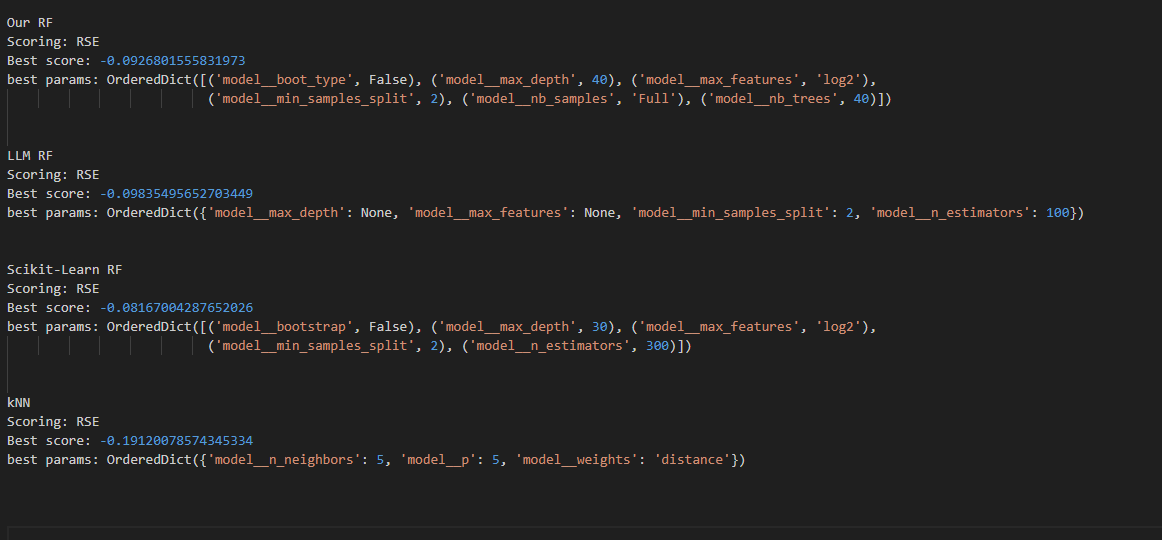 Our RF
Scoring: RSE
Best score: -0.0926801555831973
best params: OrderedDict([('model__boot_type', False), ('model__max_depth', 40), ('model__max_features', 'log2'),
('model__min_samples_split', 2), ('model__nb_samples', 'Full'), ('model__nb_trees', 40)])
LLM RF
Scoring: RSE
Best score: -0.09835495652703449
best params: OrderedDict({'model__max_depth': None, 'model__max_features': None, 'model__min_samples_split': 2, 'model__n_estimators': 100})
Scikit-Learn RF
Scoring: RSE
Best score: -0.08167004287652026
best params: OrderedDict([('model__bootstrap', False), ('model__max_depth', 30), ('model__max_features', 'log2'),
('model__min_samples_split', 2), ('model__n_estimators', 300)])
kNN
Scoring: RSE
Best score: -0.19120078574345334
best params: OrderedDict({'model__n_neighbors': 5, 'model__p': 5, 'model__weights': 'distance'})